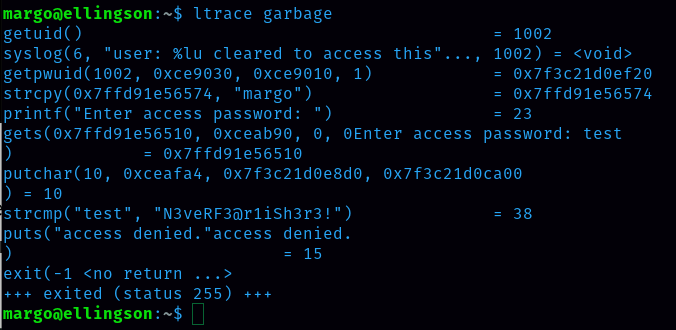 margo@ellingson:~$ ltrace garbage
getuid() = 1002
syslog(6, "user: %lu cleared to access this"..., 1002) = <void>
getpwuid(1002, 0xce9030, 0xce9010, 1) = 0x7f3c21d0ef20
strcpy(0x7ffd91e56574, "margo") = 0x7ffd91e56574
printf("Enter access password: ") = 23
gets(0x7ffd91e56510, 0xceab90, 0, 0Enter access password: test
) = 0x7ffd91e56510
putchar(10, 0xceafa4, 0x7f3c21d0e8d0, 0x7f3c21d0ca00
) = 10
strcmp("test", "N3veRF3@r1iSh3r3!") = 38
puts("access denied."access denied.
) = 15
exit(-1 <no return ...>
+++ exited (status 255) +++
margo@ellingson:~$